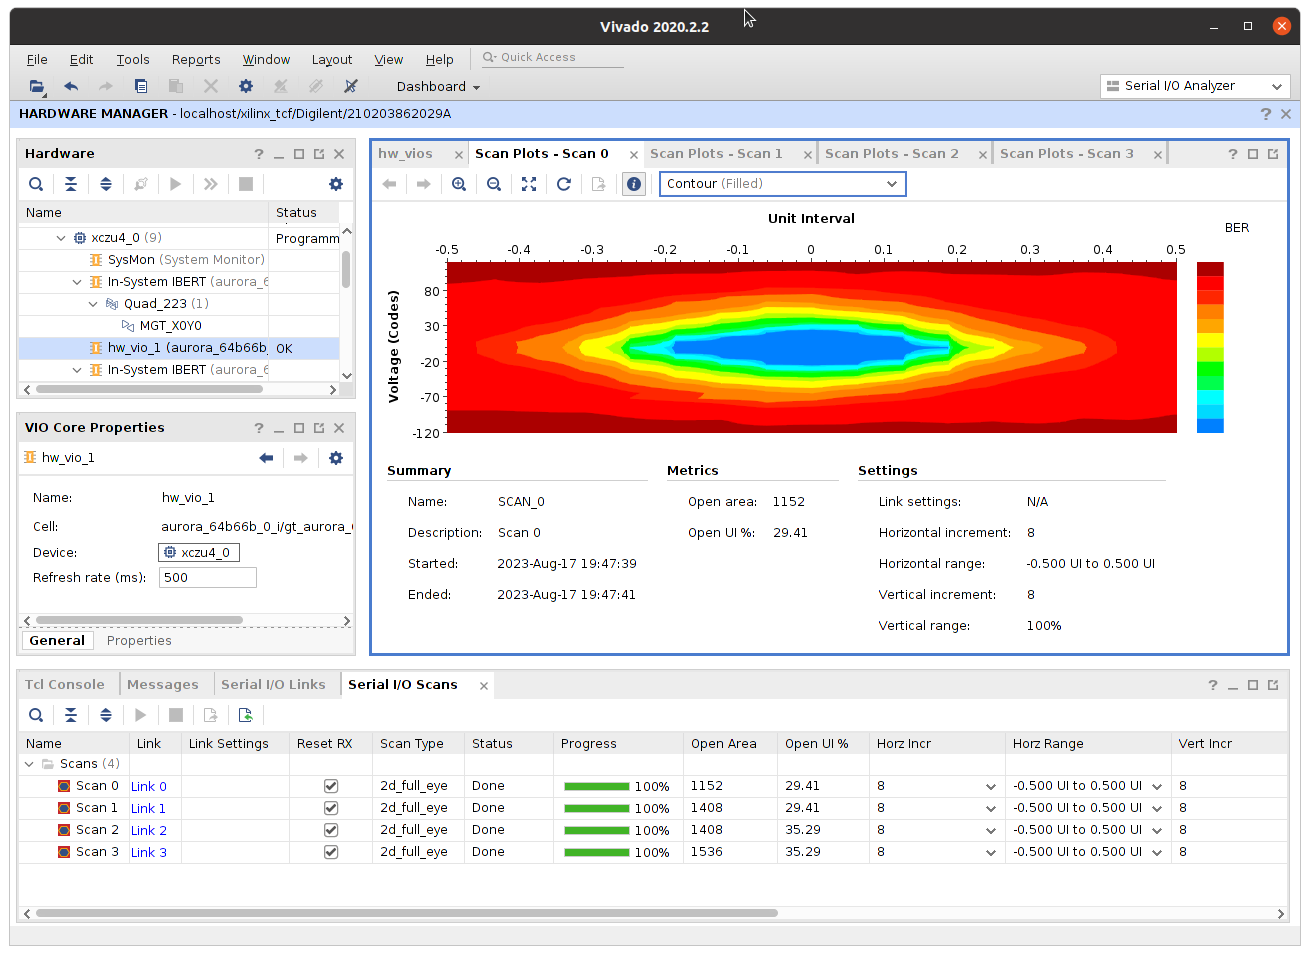 Vivado 2020.2.2
File Edit Tools Reports Window Layout View Help Quick Access
Dashboard Serial I/O Analyzer
HARDWARE MANAGER - localhost/xilinx_tcf/Digilent/210203862029A
Hardware
Name Status
xczu4_0 (9) Programm
SysMon (System Monitor)
In-System IBERT (aurora_6
Quad_223 (1)
MGT_X0Y0
hw_vio_1 (aurora_64b66b_ OK
In-System IBERT (aurora_6
VIO Core Properties
hw_vio_1
Name: hw_vio_1
Cell: aurora_64b66b_0_i/gt_aurora_
Device: xczu4_0
Refresh rate (ms): 500
General Properties
hw_vios Scan Plots - Scan 0 Scan Plots - Scan 1 Scan Plots - Scan 2 Scan Plots - Scan 3
Contour (Filled)
Unit Interval
BER
-0.5 -0.4 -0.3 -0.2 -0.1 0 0.1 0.2 0.3 0.4 0.5
Voltage (Codes)
80
30
-20
-70
-120
Summary
Name: SCAN_0
Description: Scan 0
Started: 2023-Aug-17 19:47:39
Ended: 2023-Aug-17 19:47:41
Metrics
Open area: 1152
Open UI %: 29.41
Settings
Link settings: N/A
Horizontal increment: 8
Horizontal range: -0.500 UI to 0.500 UI
Vertical increment: 8
Vertical range: 100%
Tcl Console Messages Serial I/O Links Serial I/O Scans
Name Link Link Settings Reset RX Scan Type Status Progress Open Area Open UI % Horz Incr Horz Range Vert Incr
Scans (4)
Scan 0 Link 0 2d_full_eye Done 100% 1152 29.41 8 -0.500 UI to 0.500 UI 8
Scan 1 Link 1 2d_full_eye Done 100% 1408 29.41 8 -0.500 UI to 0.500 UI 8
Scan 2 Link 2 2d_full_eye Done 100% 1408 35.29 8 -0.500 UI to 0.500 UI 8
Scan 3 Link 3 2d_full_eye Done 100% 1536 35.29 8 -0.500 UI to 0.500 UI 8